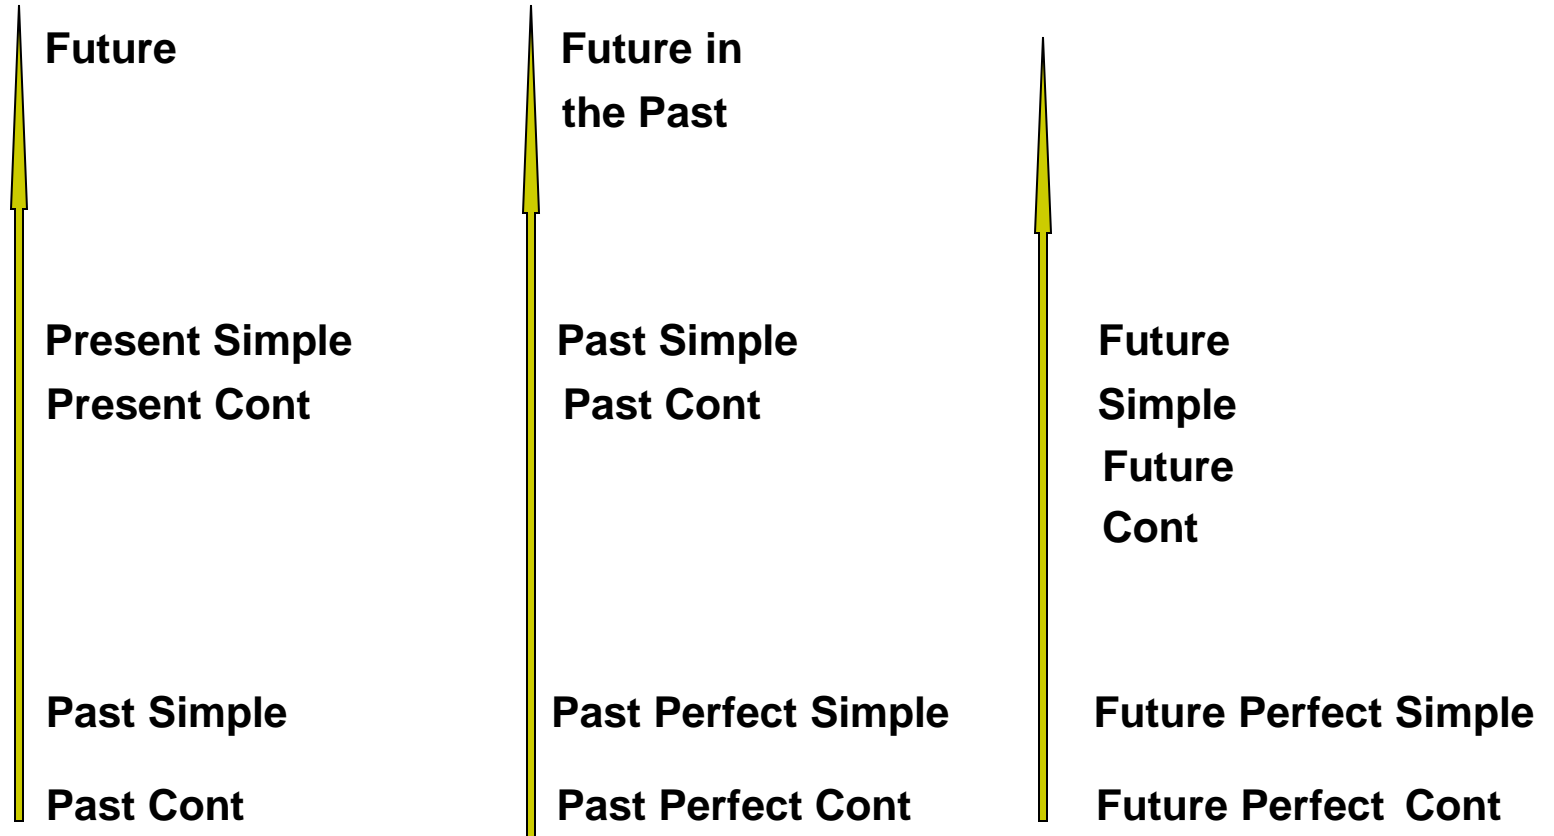 Future
Present Simple
Present Cont
Past Simple
Past Cont
Future in
the Past
Past Simple
Past Cont
Past Perfect Simple
Past Perfect Cont
Future
Simple
Future
Cont
Future Perfect Simple
Future Perfect Cont